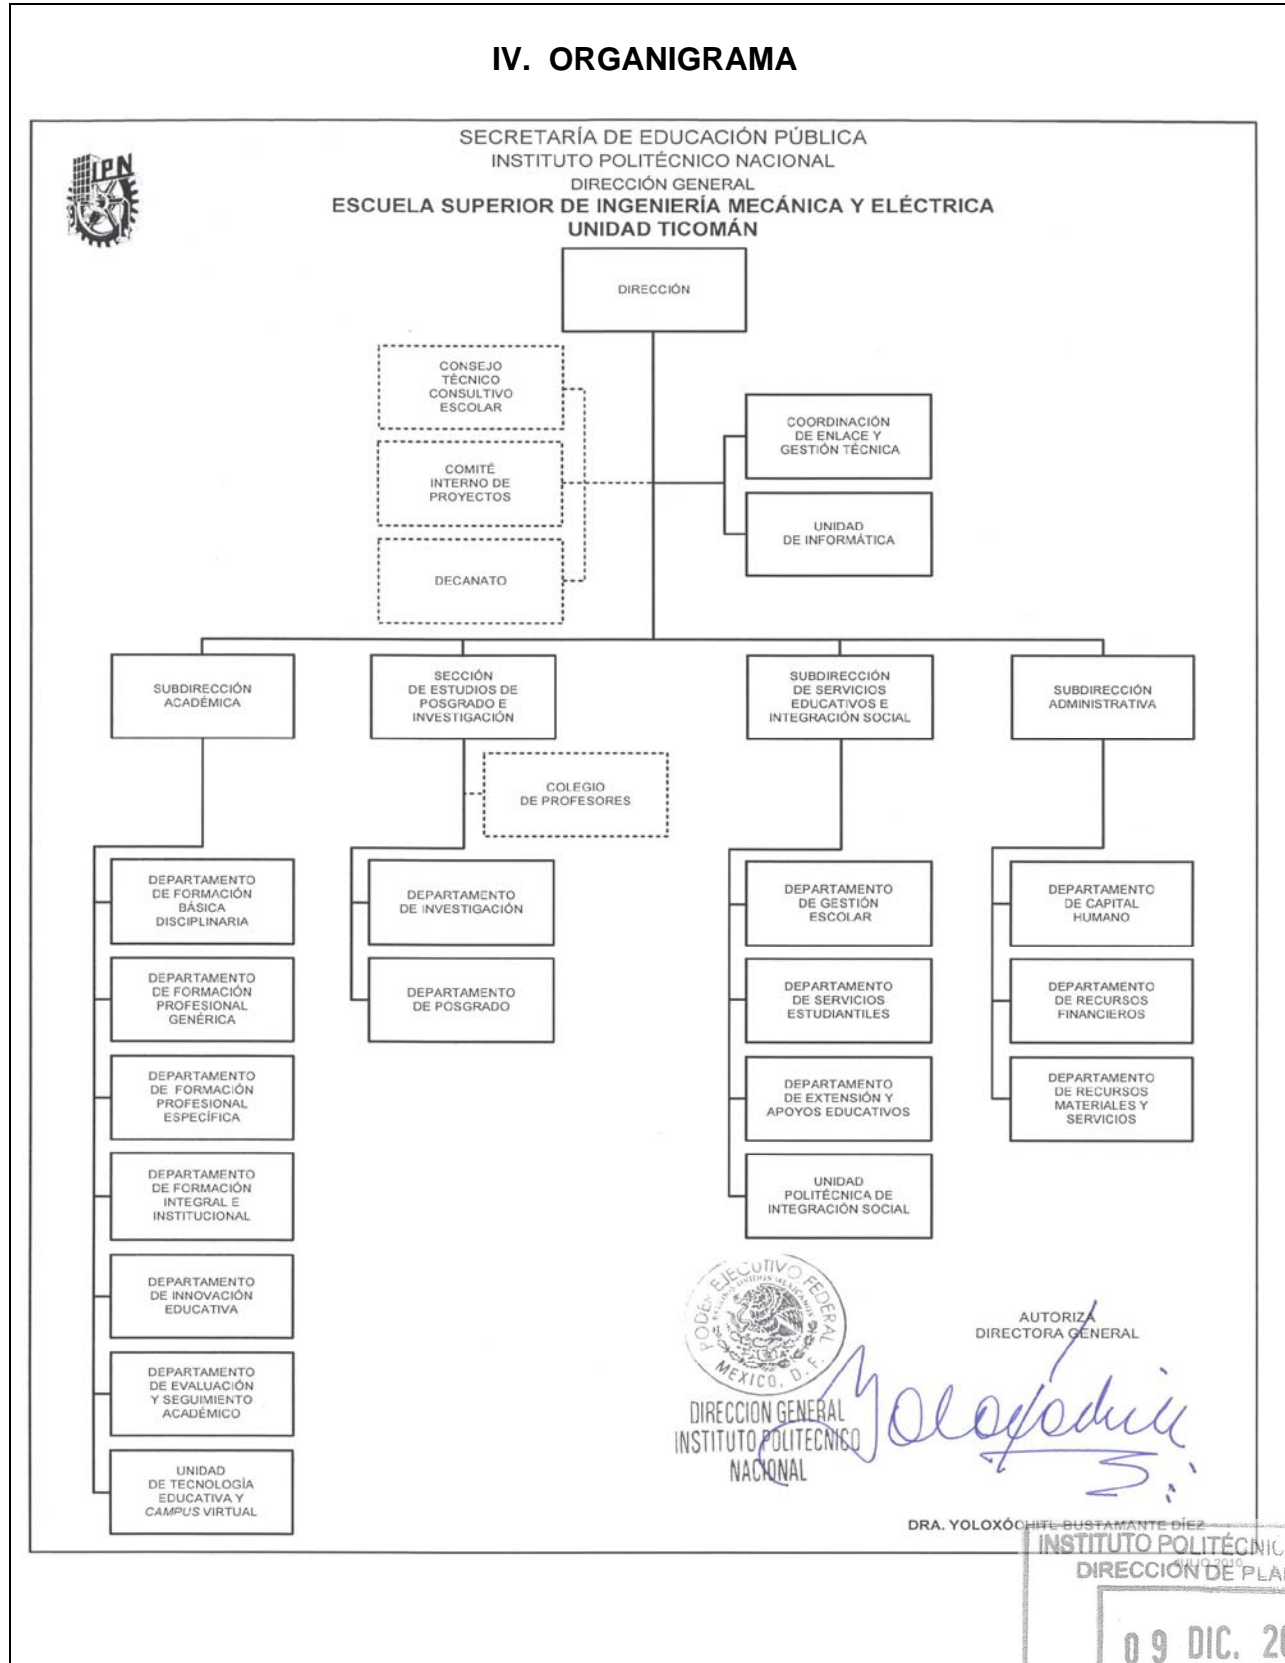 IV. ORGANIGRAMA
IPN
SECRETARÍA DE EDUCACIÓN PÚBLICA
INSTITUTO POLITÉCNICO NACIONAL
DIRECCIÓN GENERAL
ESCUELA SUPERIOR DE INGENIERÍA MECÁNICA Y ELÉCTRICA
UNIDAD TICOMÁN
DIRECCIÓN
CONSEJO
TÉCNICO
CONSULTIVO
ESCOLAR
COMITÉ
INTERNO DE
PROYECTOS
DECANATO
COORDINACIÓN
DE ENLACE Y
GESTIÓN TÉCNICA
UNIDAD
DE INFORMÁTICA
SUBDIRECCIÓN
ACADÉMICA
SECCIÓN
DE ESTUDIOS DE
POSGRADO E
INVESTIGACIÓN
SUBDIRECCIÓN
DE SERVICIOS
EDUCATIVOS E
INTEGRACIÓN SOCIAL
SUBDIRECCIÓN
ADMINISTRATIVA
COLEGIO
DE PROFESORES
DEPARTAMENTO
DE FORMACIÓN
BÁSICA
DISCIPLINARIA
DEPARTAMENTO
DE FORMACIÓN
PROFESIONAL
GENÉRICA
DEPARTAMENTO
DE FORMACIÓN
PROFESIONAL
ESPECÍFICA
DEPARTAMENTO
DE FORMACIÓN
INTEGRAL E
INSTITUCIONAL
DEPARTAMENTO
DE INNOVACIÓN
EDUCATIVA
DEPARTAMENTO
DE EVALUACIÓN
Y SEGUIMIENTO
ACADÉMICO
UNIDAD
DE TECNOLOGÍA
EDUCATIVA Y
CAMPUS VIRTUAL
DEPARTAMENTO
DE INVESTIGACIÓN
DEPARTAMENTO
DE POSGRADO
DEPARTAMENTO
DE GESTIÓN
ESCOLAR
DEPARTAMENTO
DE SERVICIOS
ESTUDIANTILES
DEPARTAMENTO
DE EXTENSIÓN Y
APOYOS EDUCATIVOS
UNIDAD
POLITÉCNICA DE
INTEGRACIÓN SOCIAL
DEPARTAMENTO
DE CAPITAL
HUMANO
DEPARTAMENTO
DE RECURSOS
FINANCIEROS
DEPARTAMENTO
DE RECURSOS
MATERIALES Y
SERVICIOS
PODER EJECUTIVO FEDERAL
ESTADOS UNIDOS MEXICANOS
MEXICO, D. F.
DIRECCION GENERAL
INSTITUTO POLITECNICO
NACIONAL
AUTORIZA
DIRECTORA GENERAL
DRA. YOLOXÓCHITL BUSTAMANTE DÍEZ
JULIO 2010
INSTITUTO POLITÉCNIC
DIRECCIÓN DE PLA
09 DIC. 20